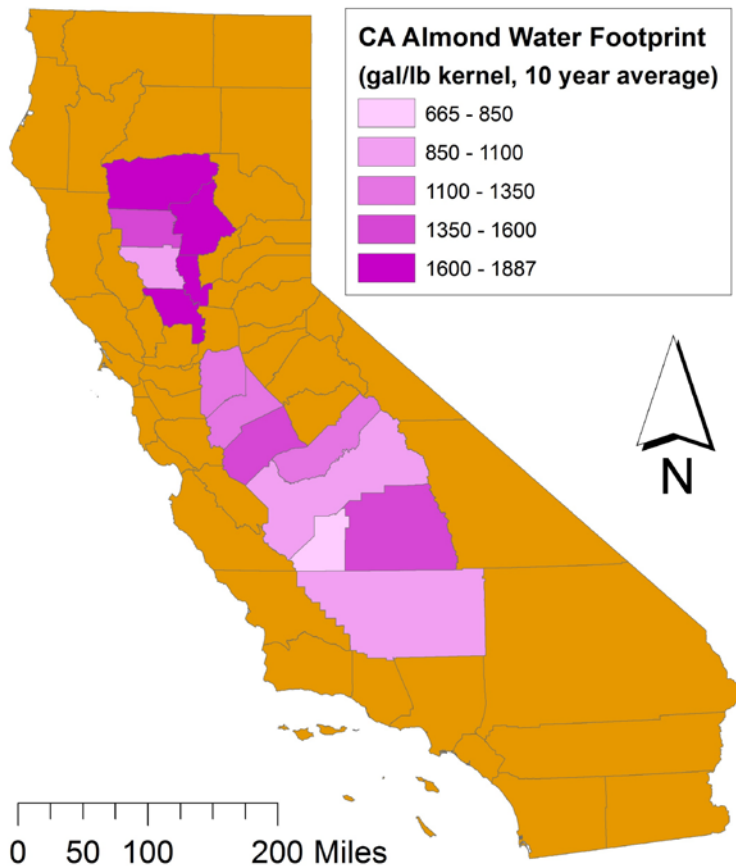 CA Almond Water Footprint
(gal/lb kernel, 10 year average)
665 - 850
850 - 1100
1100 - 1350
1350 - 1600
1600 - 1887
N
0 50 100 200 Miles